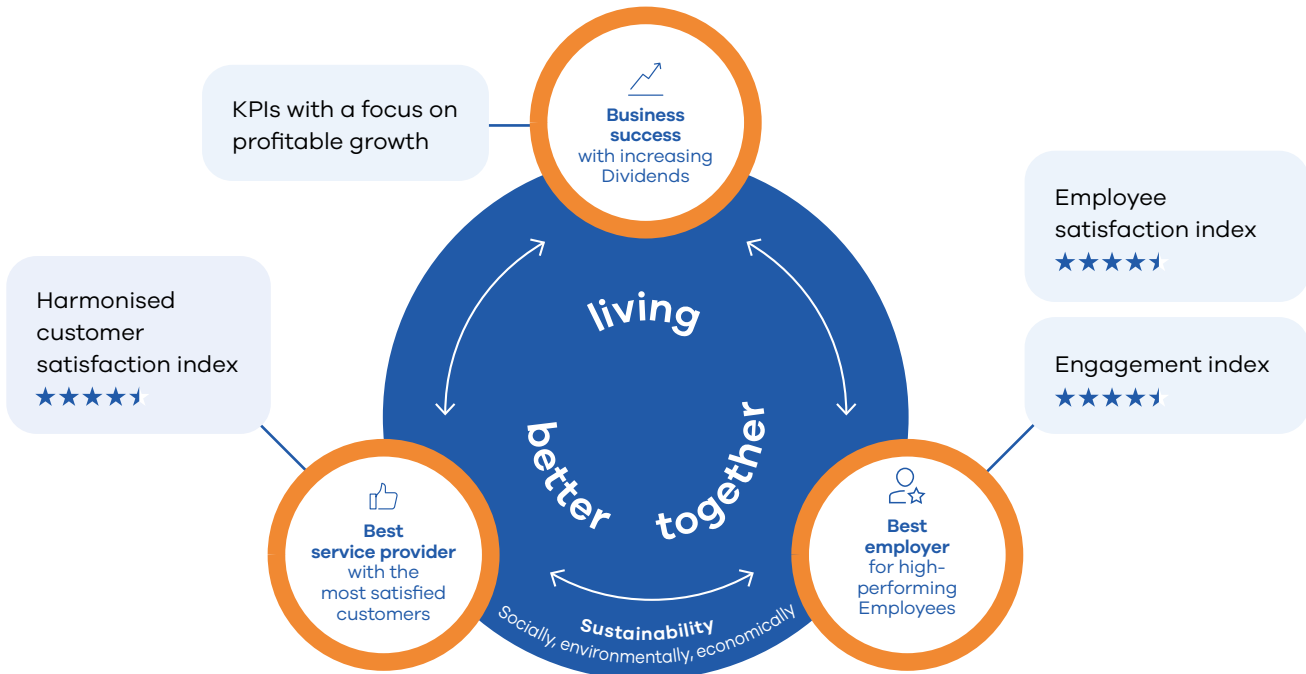 KPIs with a focus on
profitable growth
Business
success
with increasing
Dividends
Employee
satisfaction index
Harmonised
customer
satisfaction index
Engagement index
living
better
together
Best
service provider
with the
most satisfied
customers
Best
employer
for high-
performing
Employees
Sustainability
Socially, environmentally, economically